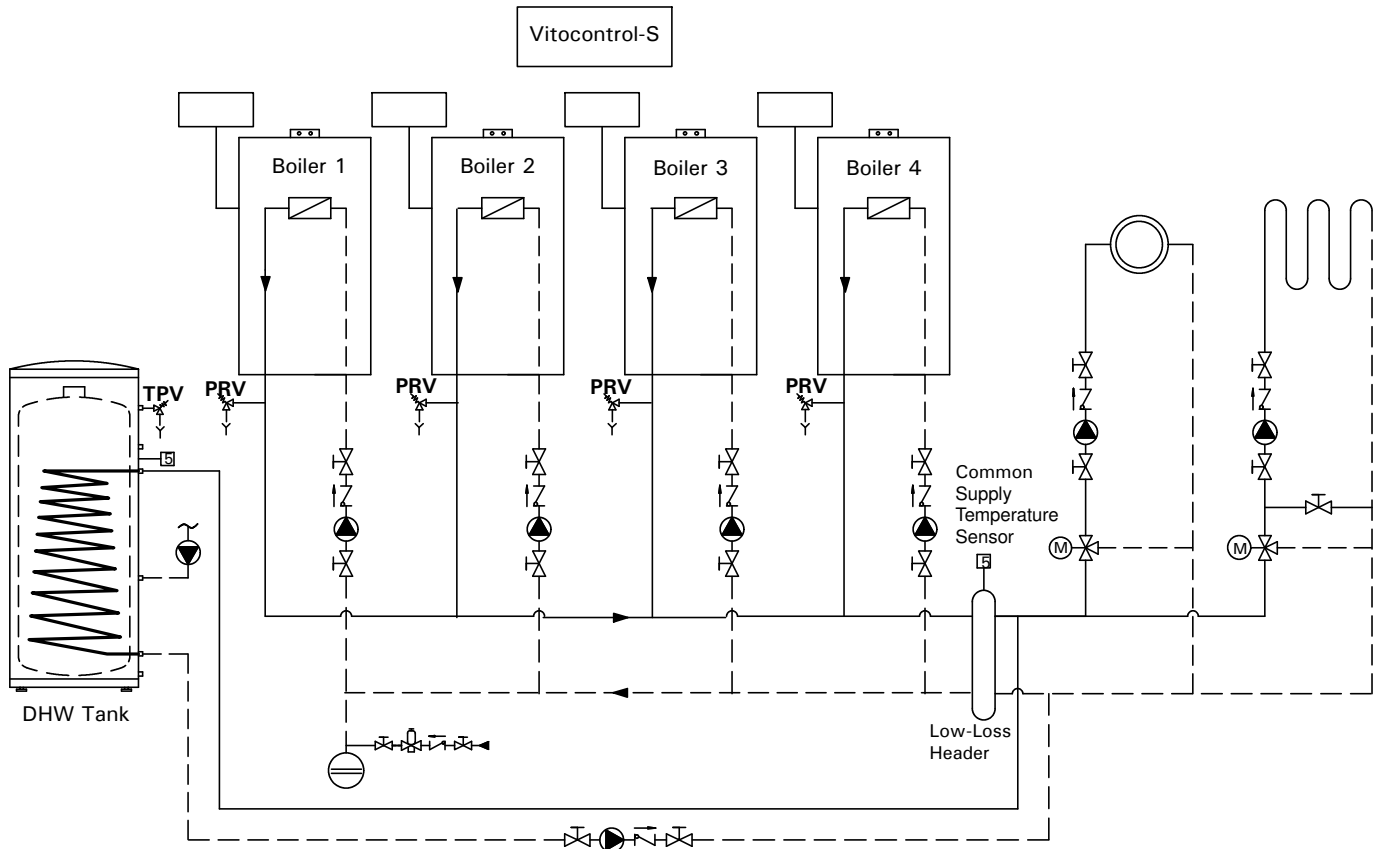 Vitocontrol-S
Boiler 1
Boiler 2
Boiler 3
Boiler 4
TPV
PRV
PRV
PRV
PRV
5
Common
Supply
Temperature
Sensor
5
M
M
DHW Tank
Low-Loss
Header